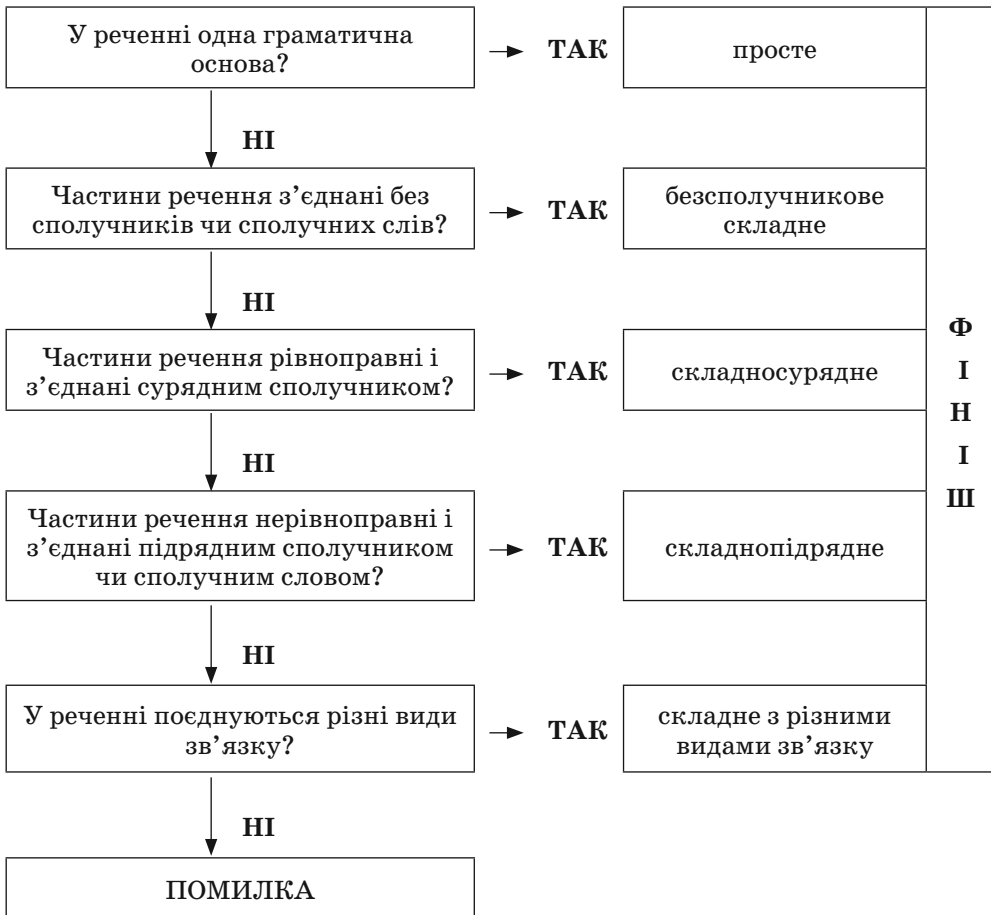 У реченні одна граматична
основа?
ТАК
просте
НІ
Частини речення з’єднані без
сполучників чи сполучних слів?
ТАК
безсполучникове
складне
НІ
Частини речення рівноправні і
з’єднані сурядним сполучником?
ТАК
складносурядне
НІ
Частини речення нерівноправні і
з’єднані підрядним сполучником
чи сполучним словом?
ТАК
складнопідрядне
НІ
У реченні поєднуються різні види
зв’язку?
ТАК
складне з різними
видами зв’язку
НІ
ПОМИЛКА
Ф
І
Н
І
Ш